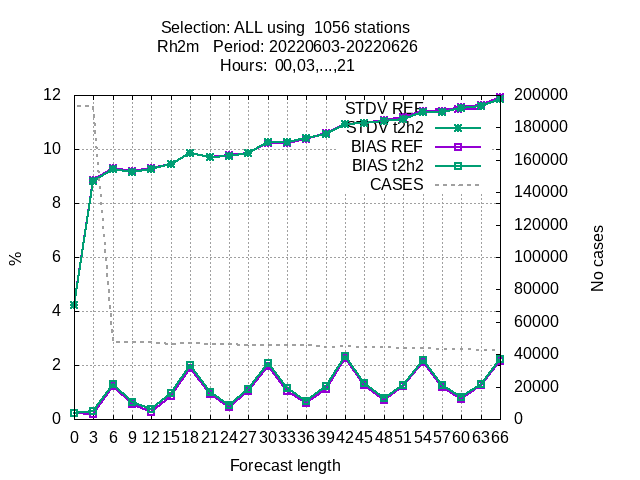 Selection: ALL using  1056 stations
Rh2m   Period: 20220603-20220626
Hours:  00,03,...,21
12 200000
STDV REF
180000
STDV t2h2
10 BIAS REF 160000
BIAS t2h2
CASES 140000
8 120000
%
6 100000
No cases
80000
4 60000
40000
2 20000
0 0
0 3 6 9 12 15 18 21 24 27 30 33 36 39 42 45 48 51 54 57 60 63 66
Forecast length